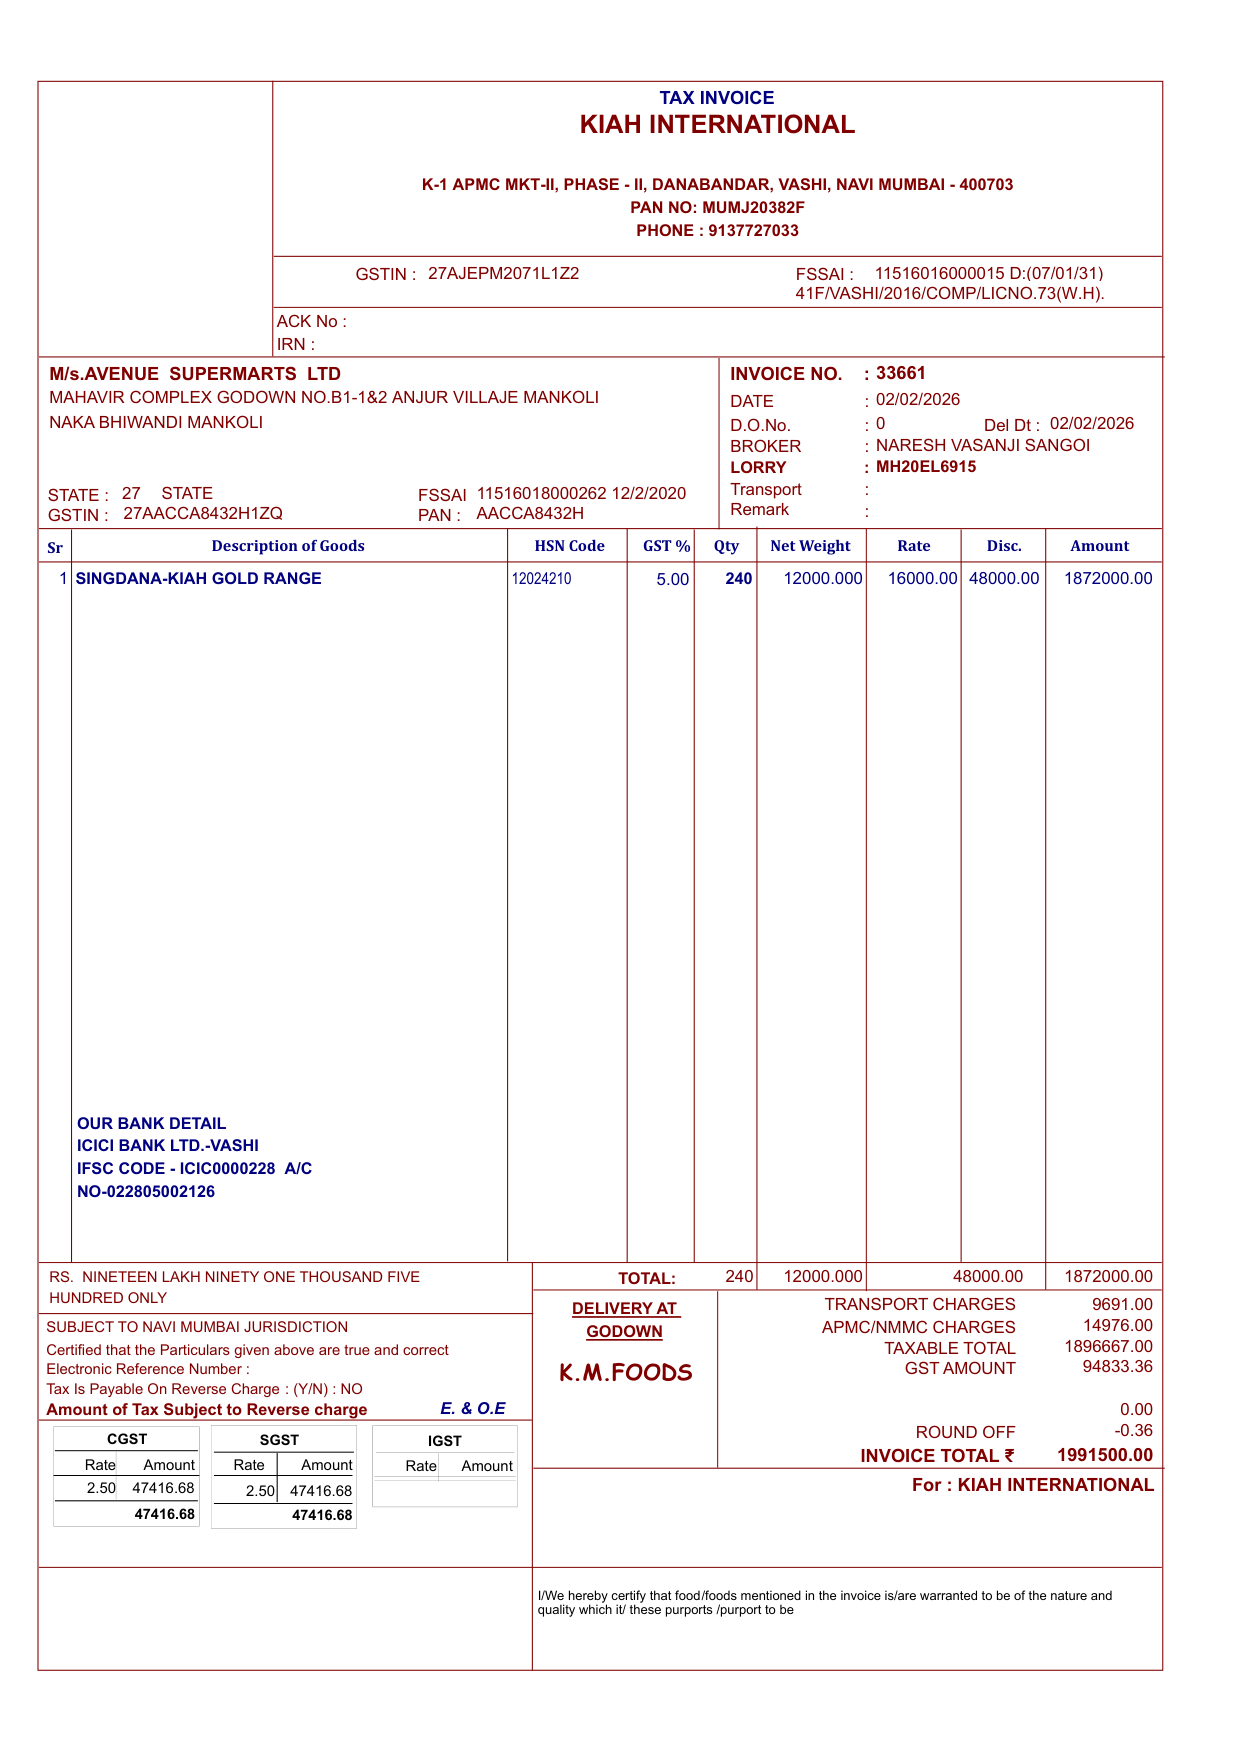 TAX INVOICE
KIAH INTERNATIONAL
K-1 APMC MKT-II, PHASE - II, DANABANDAR, VASHI, NAVI MUMBAI - 400703
PAN NO: MUMJ20382F
PHONE : 9137727033
GSTIN : 27AJEPM2071L1Z2 FSSAI : 11516016000015 D:(07/01/31)
41F/VASHI/2016/COMP/LICNO.73(W.H).
ACK No :
IRN :
M/s.AVENUE SUPERMARTS LTD
MAHAVIR COMPLEX GODOWN NO.B1-1&2 ANJUR VILLAJE MANKOLI
NAKA BHIWANDI MANKOLI
STATE : 27 STATE FSSAI 11516018000262 12/2/2020
GSTIN : 27AACCA8432H1ZQ PAN : AACCA8432H
INVOICE NO. : 33661
DATE : 02/02/2026
D.O.No. : 0 Del Dt : 02/02/2026
BROKER : NARESH VASANJI SANGOI
LORRY : MH20EL6915
Transport :
Remark :
Sr Description of Goods HSN Code GST % Qty Net Weight Rate Disc. Amount
1 SINGDANA-KIAH GOLD RANGE 12024210 5.00 240 12000.000 16000.00 48000.00 1872000.00
OUR BANK DETAIL
ICICI BANK LTD.-VASHI
IFSC CODE - ICIC0000228 A/C
NO-022805002126
RS. NINETEEN LAKH NINETY ONE THOUSAND FIVE
HUNDRED ONLY
TOTAL: 240 12000.000 48000.00 1872000.00
SUBJECT TO NAVI MUMBAI JURISDICTION
Certified that the Particulars given above are true and correct
Electronic Reference Number :
Tax Is Payable On Reverse Charge : (Y/N) : NO
Amount of Tax Subject to Reverse charge E. & O.E
DELIVERY AT
GODOWN
K.M.FOODS
TRANSPORT CHARGES 9691.00
APMC/NMMC CHARGES 14976.00
TAXABLE TOTAL 1896667.00
GST AMOUNT 94833.36
0.00
ROUND OFF -0.36
INVOICE TOTAL ₹ 1991500.00
CGST SGST IGST
Rate Amount Rate Amount Rate Amount
2.50 47416.68 2.50 47416.68
47416.68 47416.68
For : KIAH INTERNATIONAL
I/We hereby certify that food/foods mentioned in the invoice is/are warranted to be of the nature and
quality which it/ these purports /purport to be